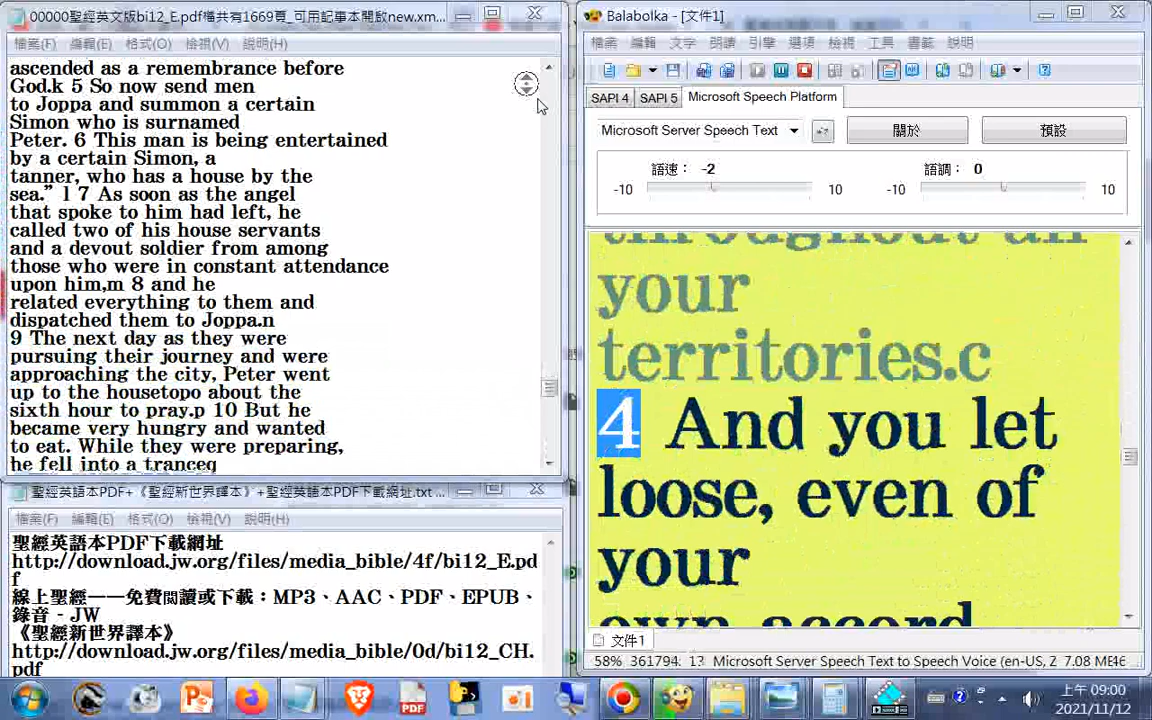 00000聖經英文版bi12_E.pdf檔共有1669頁_可用記事本開啟new.xm...
檔案(F) 編輯(E) 格式(O) 檢視(V) 說明(H)
ascended as a remembrance before
God.k 5 So now send men
to Joppa and summon a certain
Simon who is surnamed
Peter. 6 This man is being entertained
by a certain Simon, a
tanner, who has a house by the
sea.” l 7 As soon as the angel
that spoke to him had left, he
called two of his house servants
and a devout soldier from among
those who were in constant attendance
upon him,m 8 and he
related everything to them and
dispatched them to Joppa.n
9 The next day as they were
pursuing their journey and were
approaching the city, Peter went
up to the housetopo about the
sixth hour to pray.p 10 But he
became very hungry and wanted
to eat. While they were preparing,
he fell into a tranceq
聖經英語本PDF+《聖經新世界譯本》+聖經英語本PDF下載網址.txt ...
檔案(F) 編輯(E) 格式(O) 檢視(V) 說明(H)
聖經英語本PDF下載網址
http://download.jw.org/files/media_bible/4f/bi12_E.pd
f
線上聖經——免費閱讀或下載：MP3、AAC、PDF、EPUB、
錄音 - JW
《聖經新世界譯本》
http://download.jw.org/files/media_bible/0d/bi12_CH.
pdf
Balabolka - [文件1]
檔案 編輯 文字 朗讀 引擎 選項 檢視 工具 書籤 說明
SAPI 4 SAPI 5 Microsoft Speech Platform
Microsoft Server Speech Text 關於 預設
語速： -2 語調： 0
-10 10 -10 10
throughout all
your
territories.c
4 And you let
loose, even of
your
own accord
文件1
58% 361794. 13 Microsoft Server Speech Text to Speech Voice (en-US, Z 7.08 ME46
上午 09:00
2021/11/12